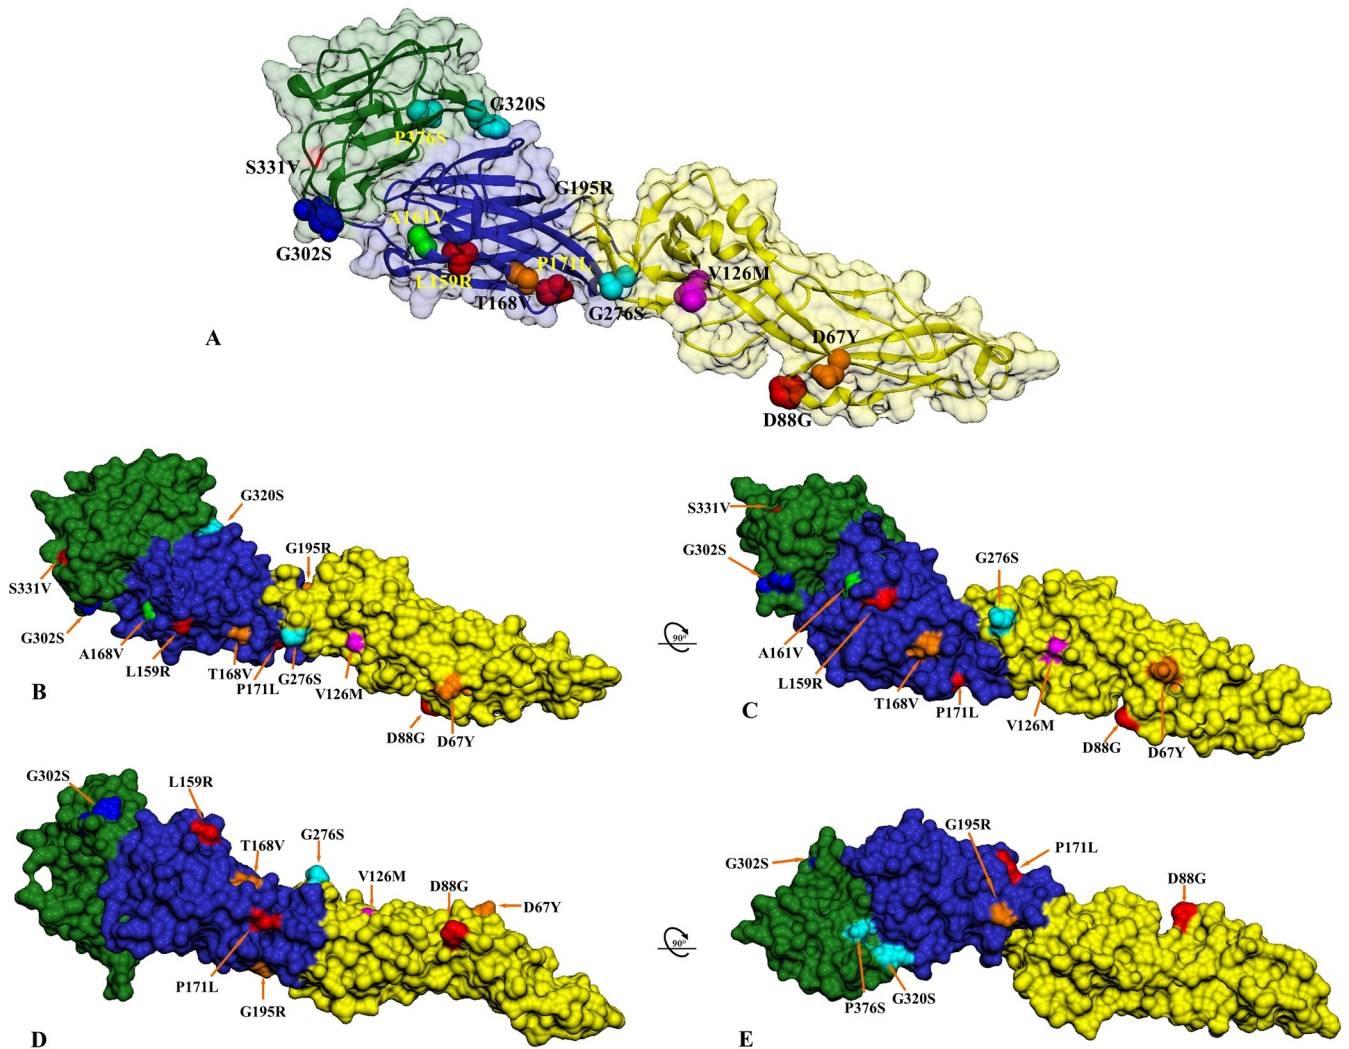 G320S
P376S
S331V
G195R
A161V
G302S
L159R
P171L
T168V
V126M
G276S
D67Y
D88G
A
G320S
G195R
S331V
G302S
A168V
L159R
T168V
P171L
G276S
V126M
D88G
D67Y
B
90°
S331V
G302S
G276S
A161V
L159R
T168V
P171L
V126M
D88G
D67Y
C
G302S
L159R
T168V
G276S
V126M
D88G
D67Y
P171L
G195R
D
90°
G302S
G195R
P171L
D88G
P376S
G320S
E